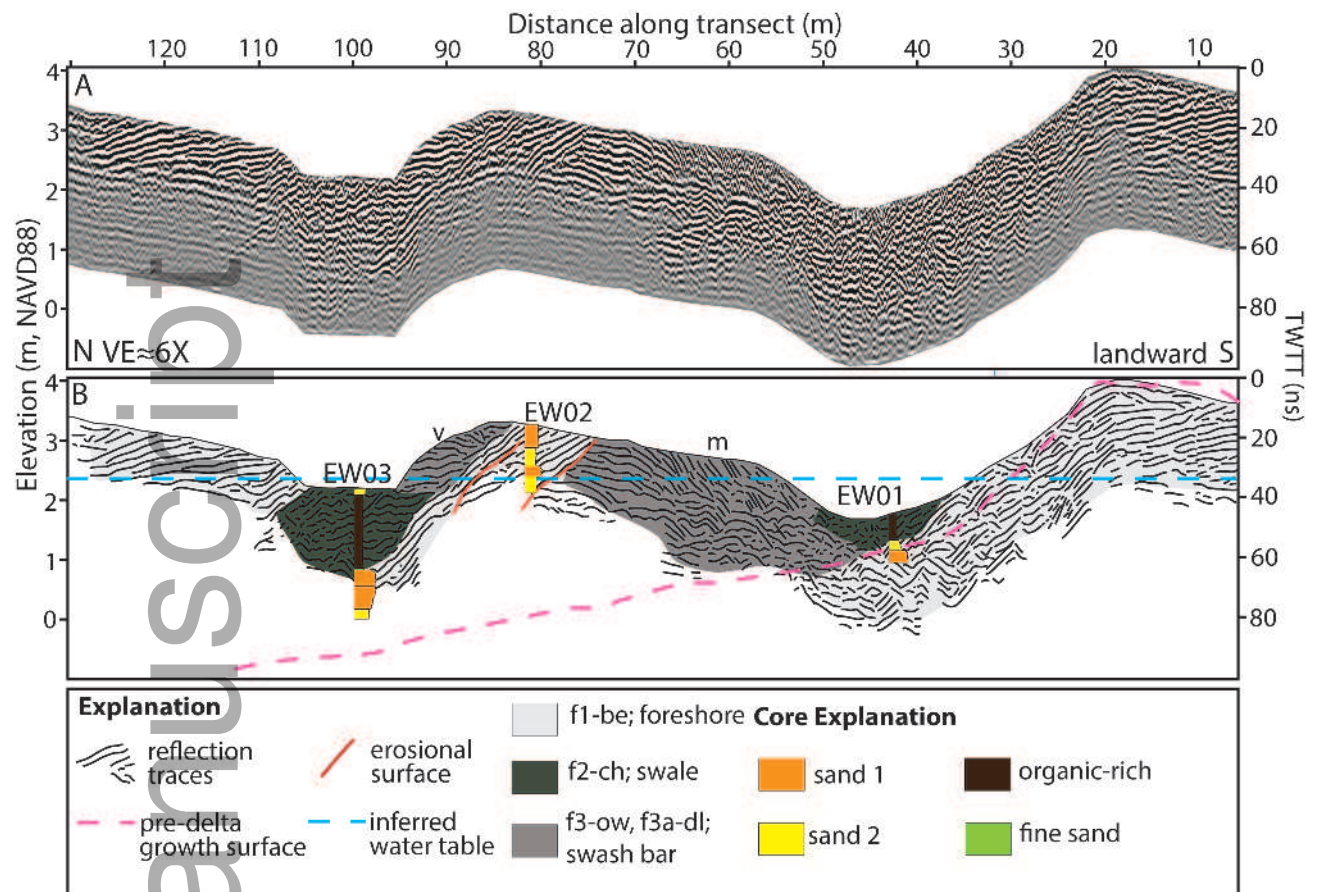 Distance along transect (m)
120 110 100 90 80 70 60 50 40 30 20 10
A
4
3
2
1
0
0
20
40
60
80
N VE≈6X
landward S
Elevation (m, NAVD88)
TWTT (ns)
B
4
3
2
1
0
0
20
40
60
80
EW03
v
EW02
m
EW01
Explanation
reflection
traces
erosional
surface
pre-delta
growth surface
inferred
water table
f1-be; foreshore
f2-ch; swale
f3-ow, f3a-dl;
swash bar
Core Explanation
sand 1
organic-rich
sand 2
fine sand
anuscript